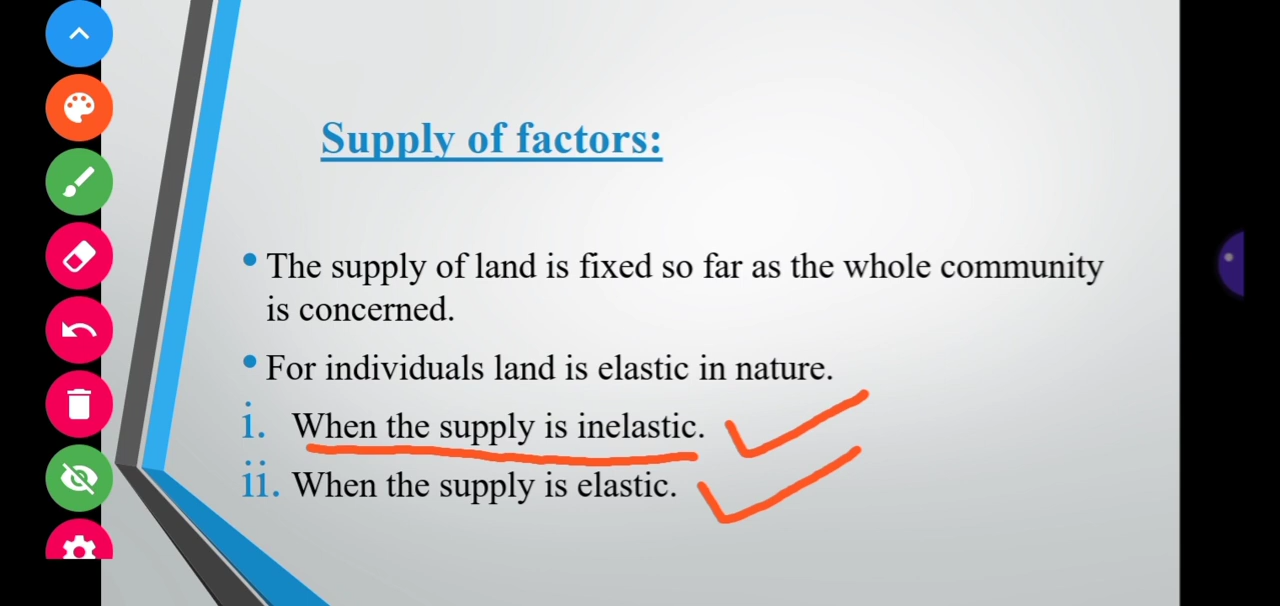 Supply of factors:
• The supply of land is fixed so far as the whole community
is concerned.
• For individuals land is elastic in nature.
i. When the supply is inelastic.
ii. When the supply is elastic.